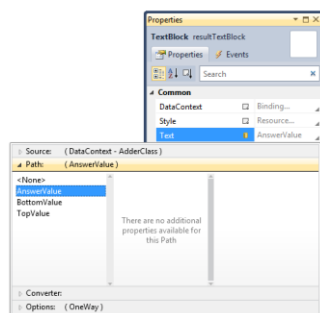 Properties
TextBlock resultTextBlock
Properties Events
Search
Common
DataContext Binding...
Style Resource...
Text AnswerValue
Source: ( DataContext - AdderClass )
Path: ( AnswerValue )
<None>
AnswerValue
BottomValue
TopValue
There are no additional
properties available for
this Path
Converter:
Options: ( OneWay )